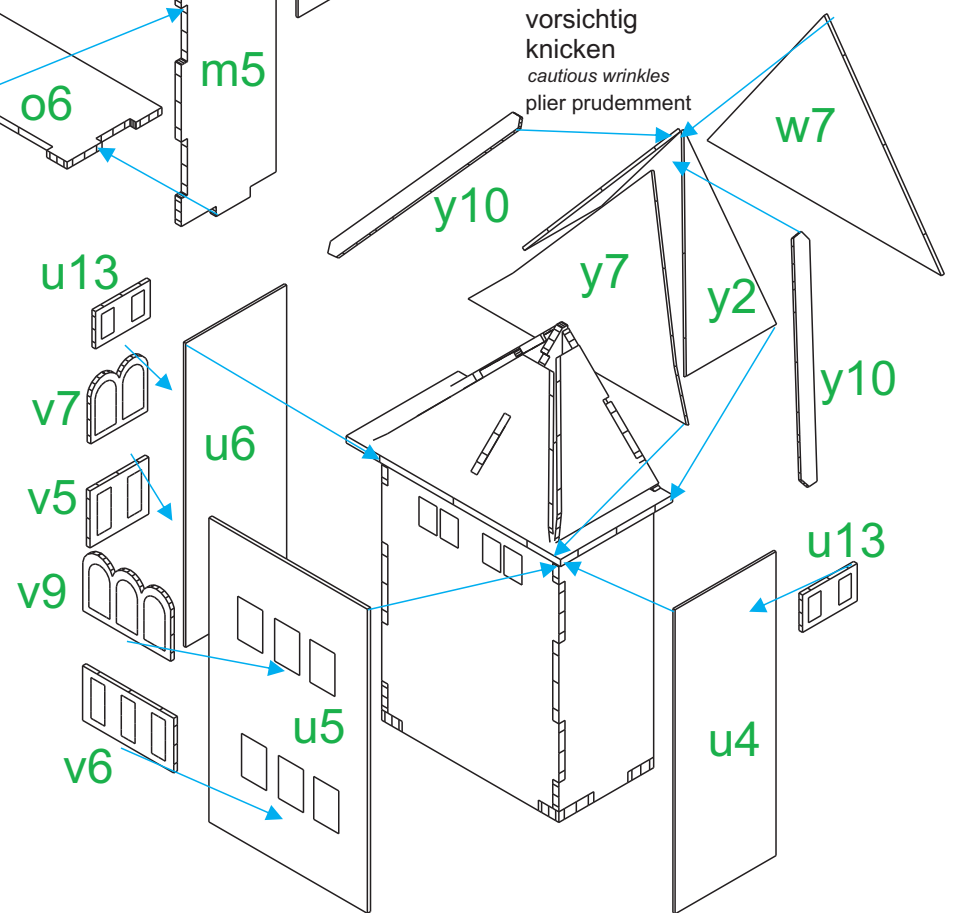 vorsichtig
knicken
cautious wrinkles
plier prudemment
m5
o6
w7
y10
u13
y7
y2
y10
v7
u6
v5
u13
v9
u5
u4
v6